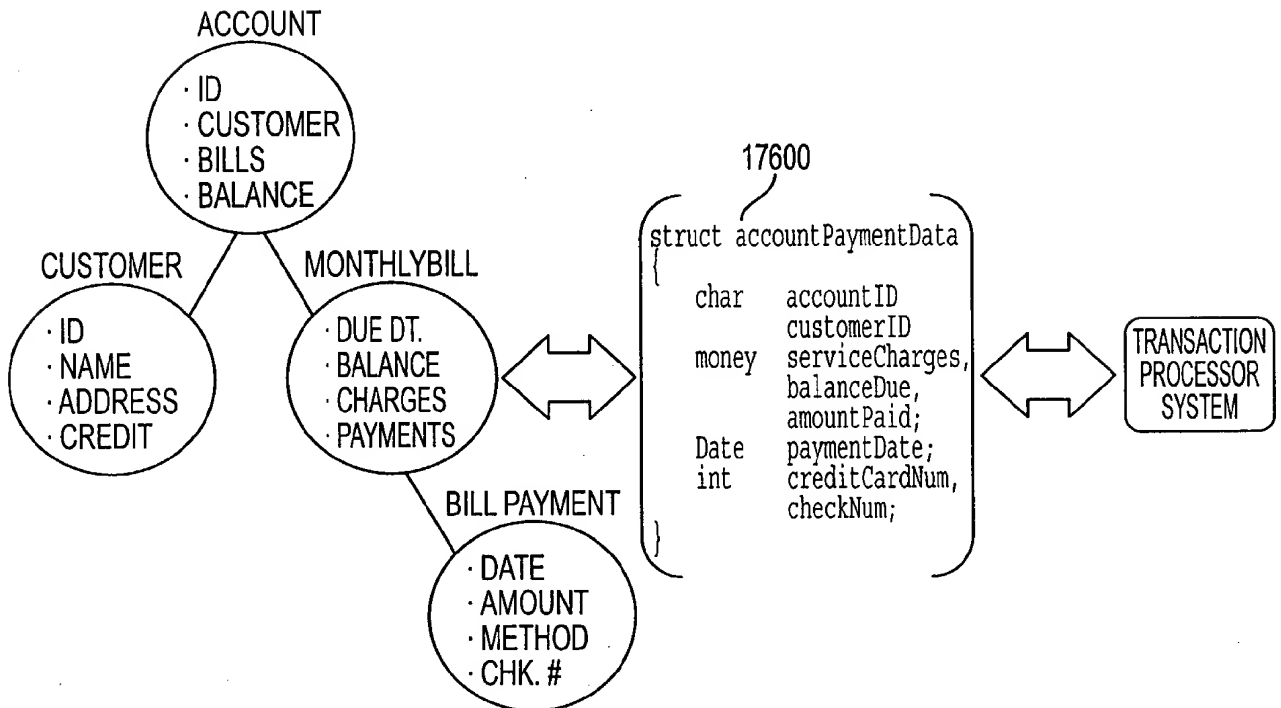 ACCOUNT
· ID
· CUSTOMER
· BILLS
· BALANCE
CUSTOMER
· ID
· NAME
· ADDRESS
· CREDIT
MONTHLYBILL
· DUE DT.
· BALANCE
· CHARGES
· PAYMENTS
BILL PAYMENT
· DATE
· AMOUNT
· METHOD
· CHK. #
17600
struct accountPaymentData
{
char accountID
customerID
money serviceCharges,
balanceDue,
amountPaid;
Date paymentDate;
int creditCardNum,
checkNum;
}
TRANSACTION
PROCESSOR
SYSTEM